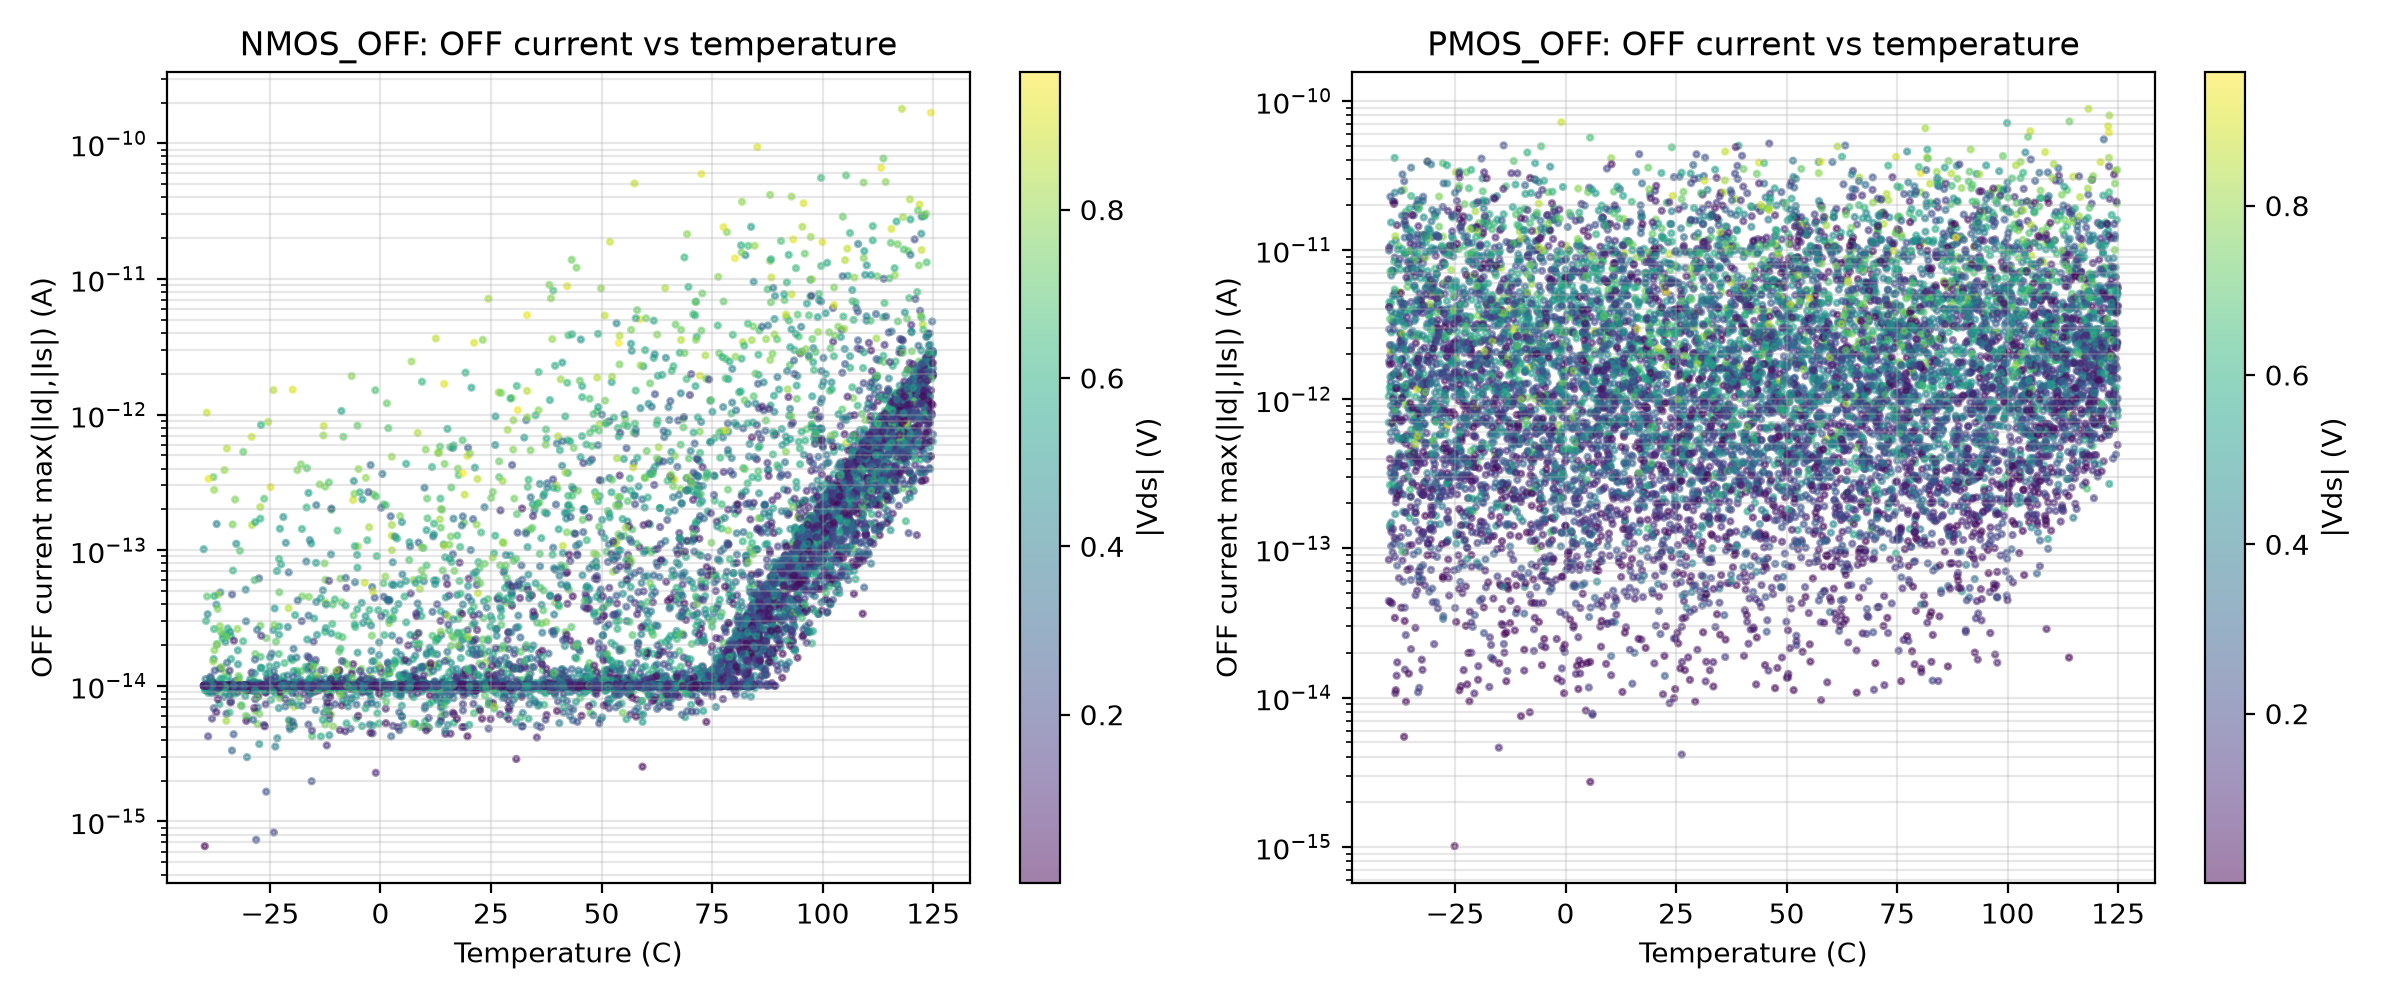 NMOS_OFF: OFF current vs temperature
OFF current max(|Id|,|Is|) (A)
10⁻¹⁰
10⁻¹¹
10⁻¹²
10⁻¹³
10⁻¹⁴
10⁻¹⁵
−25 0 25 50 75 100 125
Temperature (C)
0.8
0.6
0.4
0.2
|Vds| (V)
PMOS_OFF: OFF current vs temperature
OFF current max(|Id|,|Is|) (A)
10⁻¹⁰
10⁻¹¹
10⁻¹²
10⁻¹³
10⁻¹⁴
10⁻¹⁵
−25 0 25 50 75 100 125
Temperature (C)
0.8
0.6
0.4
0.2
|Vds| (V)